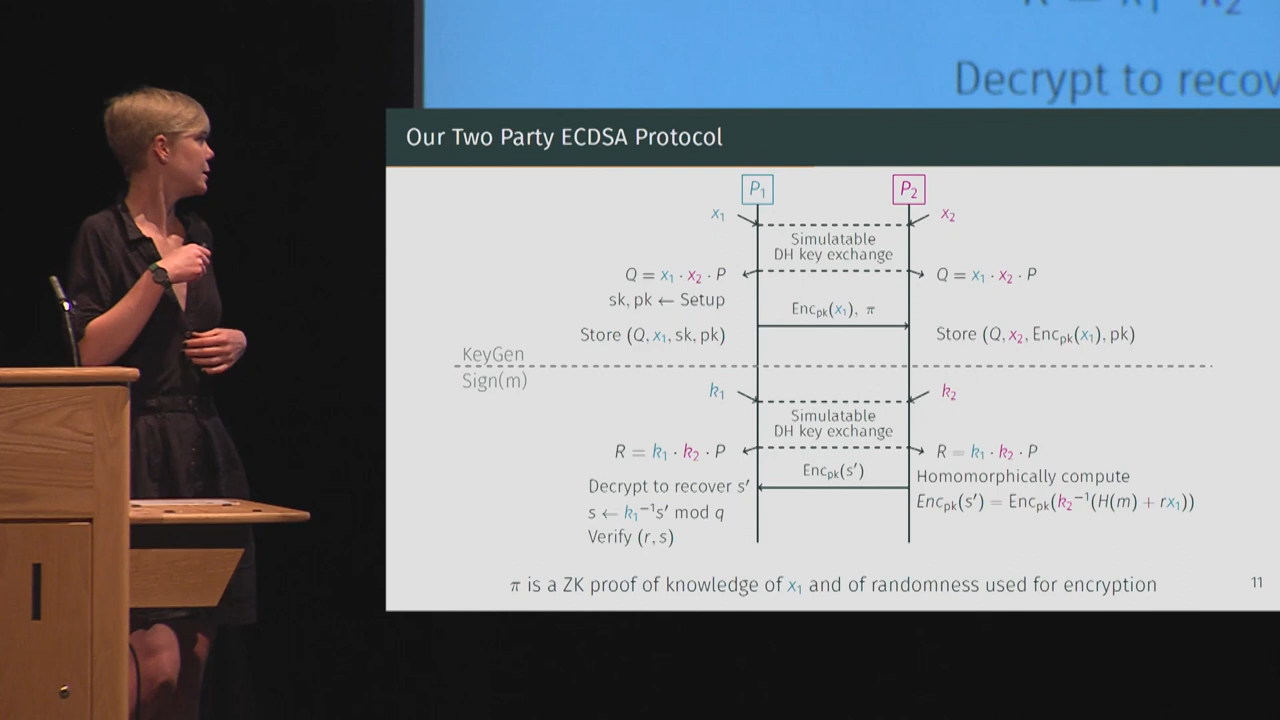 Decrypt to
Our Two Party ECDSA Protocol
P₁ P₂
x₁ x₂
Simulatable
DH key exchange
Q = x₁ · x₂ · P Q = x₁ · x₂ · P
sk, pk ← Setup
Encpk(x₁), π
Store (Q, x₁, sk, pk) Store (Q, x₂, Encpk(x₁), pk)
KeyGen
Sign(m)
k₁ k₂
Simulatable
DH key exchange
R = k₁ · k₂ · P R = k₁ · k₂ · P
Encpk(s′) Homomorphically compute
Decrypt to recover s′ Encpk(s′) = Encpk(k₂⁻¹(H(m) + rx₁))
s ← k₁⁻¹s′ mod q
Verify (r, s)
π is a ZK proof of knowledge of x₁ and of randomness used for encryption
11